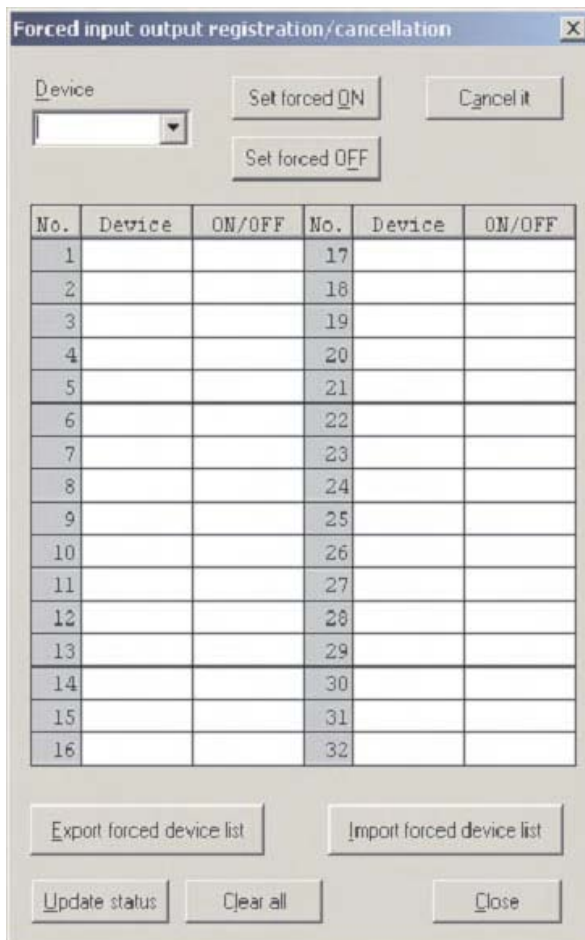 Forced input output registration/cancellation
Device
Set forced ON
Cancel it
Set forced OFF
No. Device ON/OFF No. Device ON/OFF
1 17
2 18
3 19
4 20
5 21
6 22
7 23
8 24
9 25
10 26
11 27
12 28
13 29
14 30
15 31
16 32
Export forced device list
Import forced device list
Update status
Clear all
Close